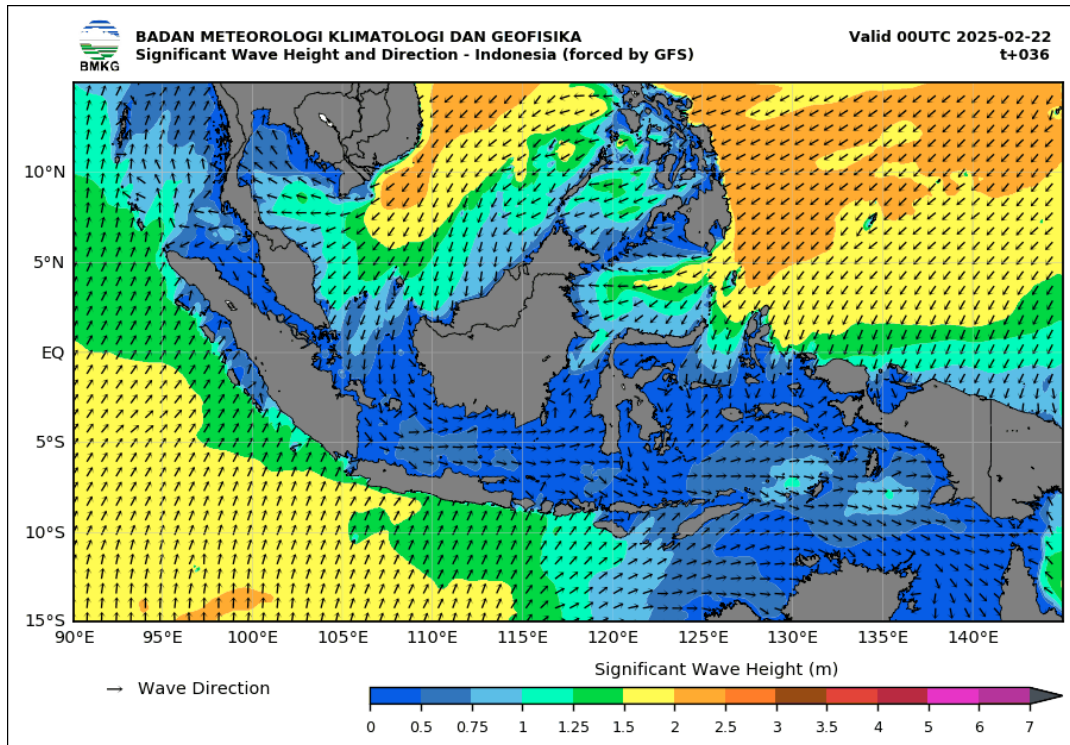 BMKG
BADAN METEOROLOGI KLIMATOLOGI DAN GEOFISIKA
Significant Wave Height and Direction - Indonesia (forced by GFS)
Valid 00UTC 2025-02-22
t+036
10°N
5°N
EQ
5°S
10°S
15°S
90°E 95°E 100°E 105°E 110°E 115°E 120°E 125°E 130°E 135°E 140°E
Wave Direction
Significant Wave Height (m)
0 0.5 0.75 1 1.25 1.5 2 2.5 3 3.5 4 5 6 7